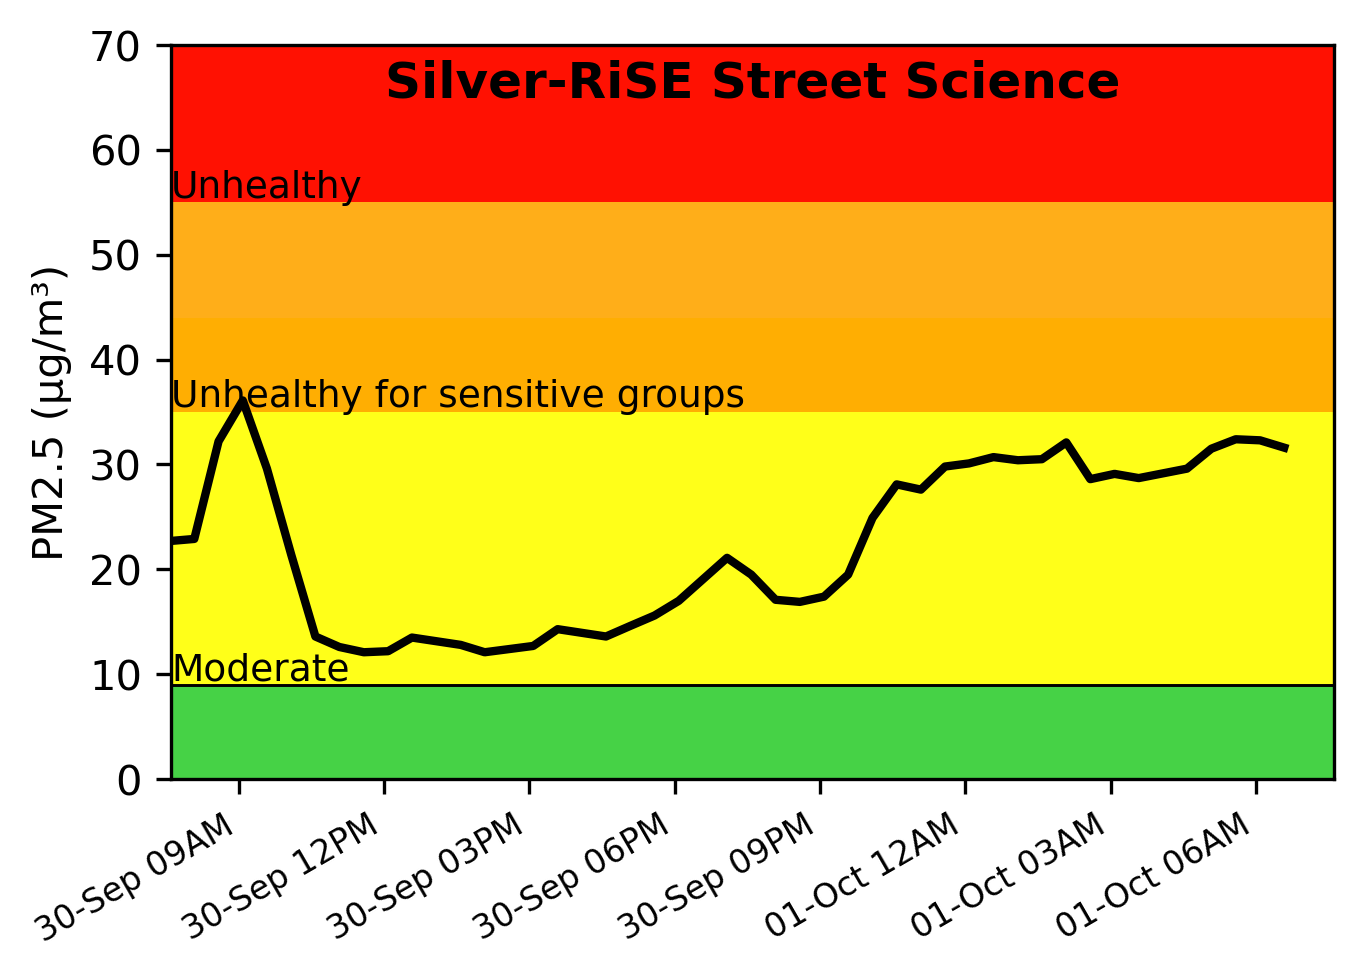 Silver-RiSE Street Science
70
60
50
40
30
20
10
0
PM2.5 (µg/m³)
Unhealthy
Unhealthy for sensitive groups
Moderate
30-Sep 09AM
30-Sep 12PM
30-Sep 03PM
30-Sep 06PM
30-Sep 09PM
01-Oct 12AM
01-Oct 03AM
01-Oct 06AM